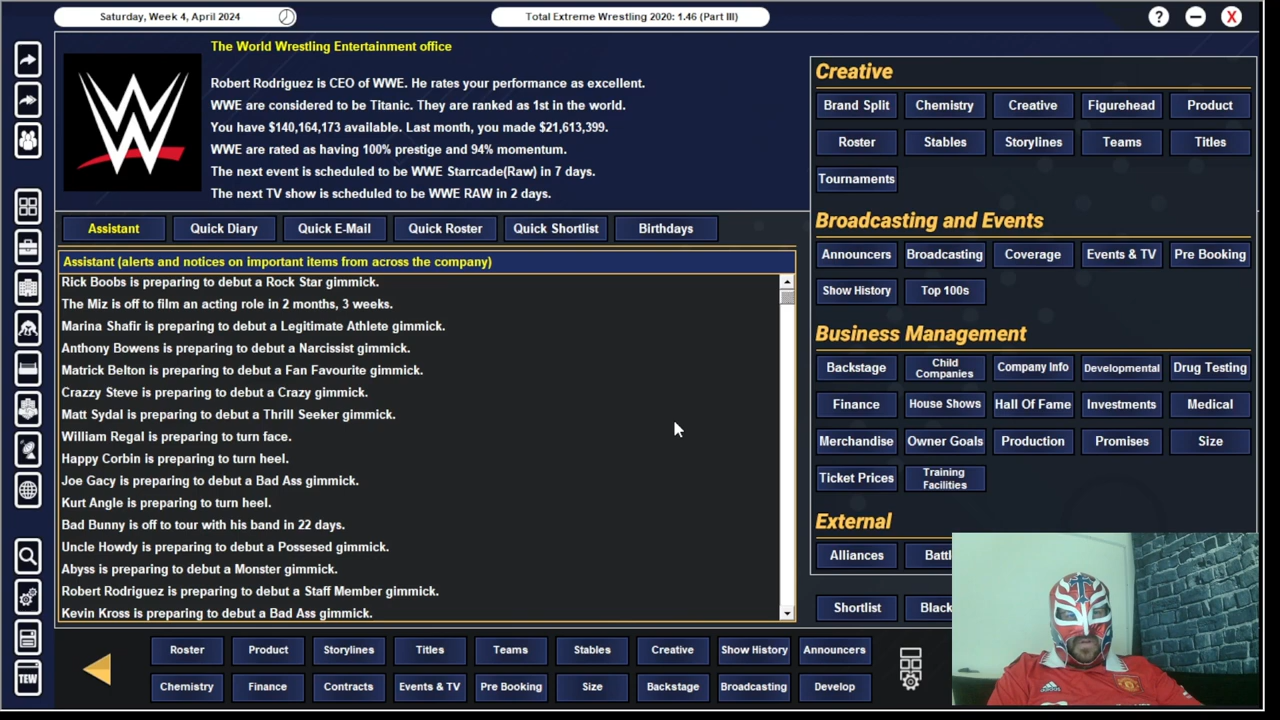 Saturday, Week 4, April 2024
Total Extreme Wrestling 2020: 1.46 (Part III)
?
X
The World Wrestling Entertainment office
Robert Rodriguez is CEO of WWE. He rates your performance as excellent.
WWE are considered to be Titanic. They are ranked as 1st in the world.
You have $140,164,173 available. Last month, you made $21,613,399.
WWE are rated as having 100% prestige and 94% momentum.
The next event is scheduled to be WWE Starrcade(Raw) in 7 days.
The next TV show is scheduled to be WWE RAW in 2 days.
Assistant
Quick Diary
Quick E-Mail
Quick Roster
Quick Shortlist
Birthdays
Assistant (alerts and notices on important items from across the company)
Rick Boobs is preparing to debut a Rock Star gimmick.
The Miz is off to film an acting role in 2 months, 3 weeks.
Marina Shafir is preparing to debut a Legitimate Athlete gimmick.
Anthony Bowens is preparing to debut a Narcissist gimmick.
Matrick Belton is preparing to debut a Fan Favourite gimmick.
Crazzy Steve is preparing to debut a Crazy gimmick.
Matt Sydal is preparing to debut a Thrill Seeker gimmick.
William Regal is preparing to turn face.
Happy Corbin is preparing to turn heel.
Joe Gacy is preparing to debut a Bad Ass gimmick.
Kurt Angle is preparing to turn heel.
Bad Bunny is off to tour with his band in 22 days.
Uncle Howdy is preparing to debut a Possesed gimmick.
Abyss is preparing to debut a Monster gimmick.
Robert Rodriguez is preparing to debut a Staff Member gimmick.
Kevin Kross is preparing to debut a Bad Ass gimmick.
Creative
Brand Split
Chemistry
Creative
Figurehead
Product
Roster
Stables
Storylines
Teams
Titles
Tournaments
Broadcasting and Events
Announcers
Broadcasting
Coverage
Events & TV
Pre Booking
Show History
Top 100s
Business Management
Backstage
Child
Companies
Company Info
Developmental
Drug Testing
Finance
House Shows
Hall Of Fame
Investments
Medical
Merchandise
Owner Goals
Production
Promises
Size
Ticket Prices
Training
Facilities
External
Alliances
Battl
Shortlist
Black
Roster
Product
Storylines
Titles
Teams
Stables
Creative
Show History
Announcers
Chemistry
Finance
Contracts
Events & TV
Pre Booking
Size
Backstage
Broadcasting
Develop
TEW
adidas